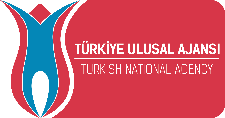 TÜRKİYE ULUSAL AJANSI
TURKISH NATIONAL AGENCY